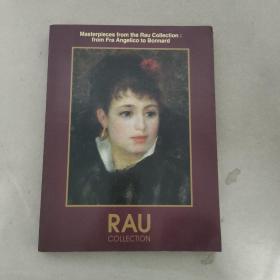 Masterpieces from the Rau Collection :
from Fra Angelico to Bonnard
RAU
COLLECTION